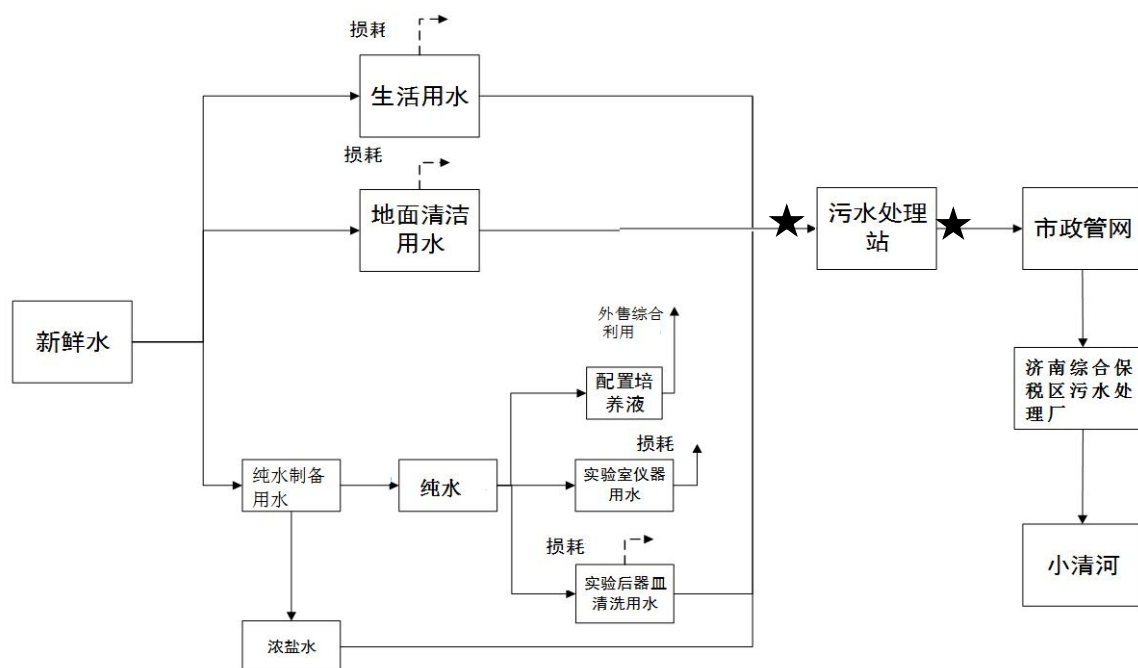 损耗
生活用水
损耗
地面清洁
用水
污水处理
站
市政管网
新鲜水
外售综合
利用
济南综合保
税区污水处
理厂
配置培
养液
损耗
纯水制备
用水
纯水
实验室仪器
用水
损耗
实验后器皿
清洗用水
小清河
浓盐水